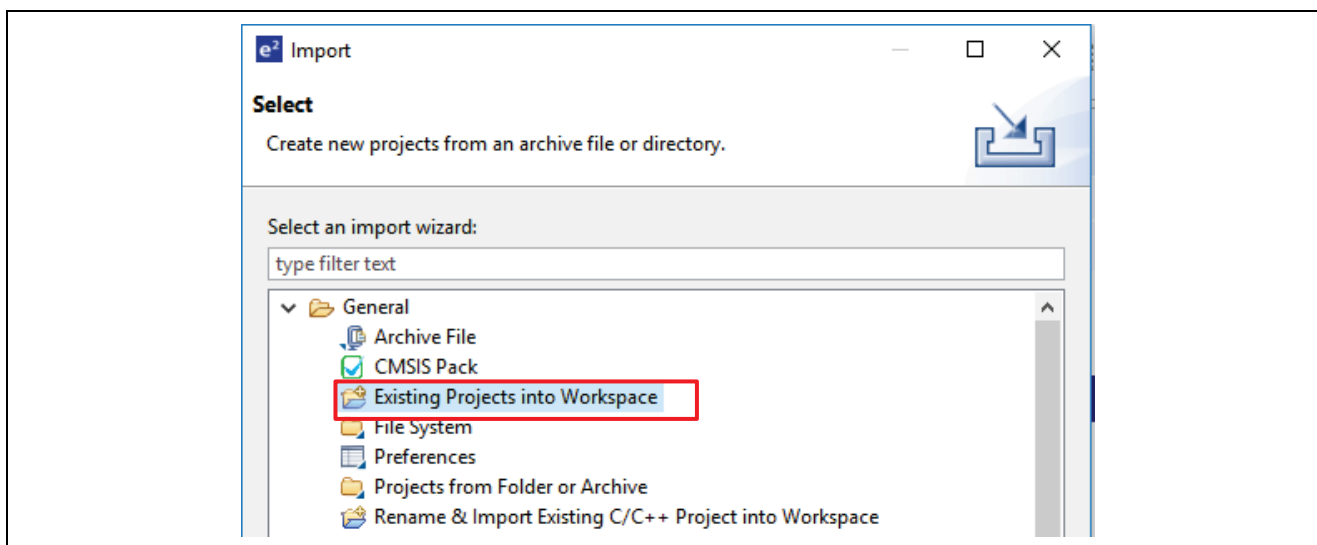 e² Import
Select
Create new projects from an archive file or directory.
Select an import wizard:
type filter text
General
Archive File
CMSIS Pack
Existing Projects into Workspace
File System
Preferences
Projects from Folder or Archive
Rename & Import Existing C/C++ Project into Workspace